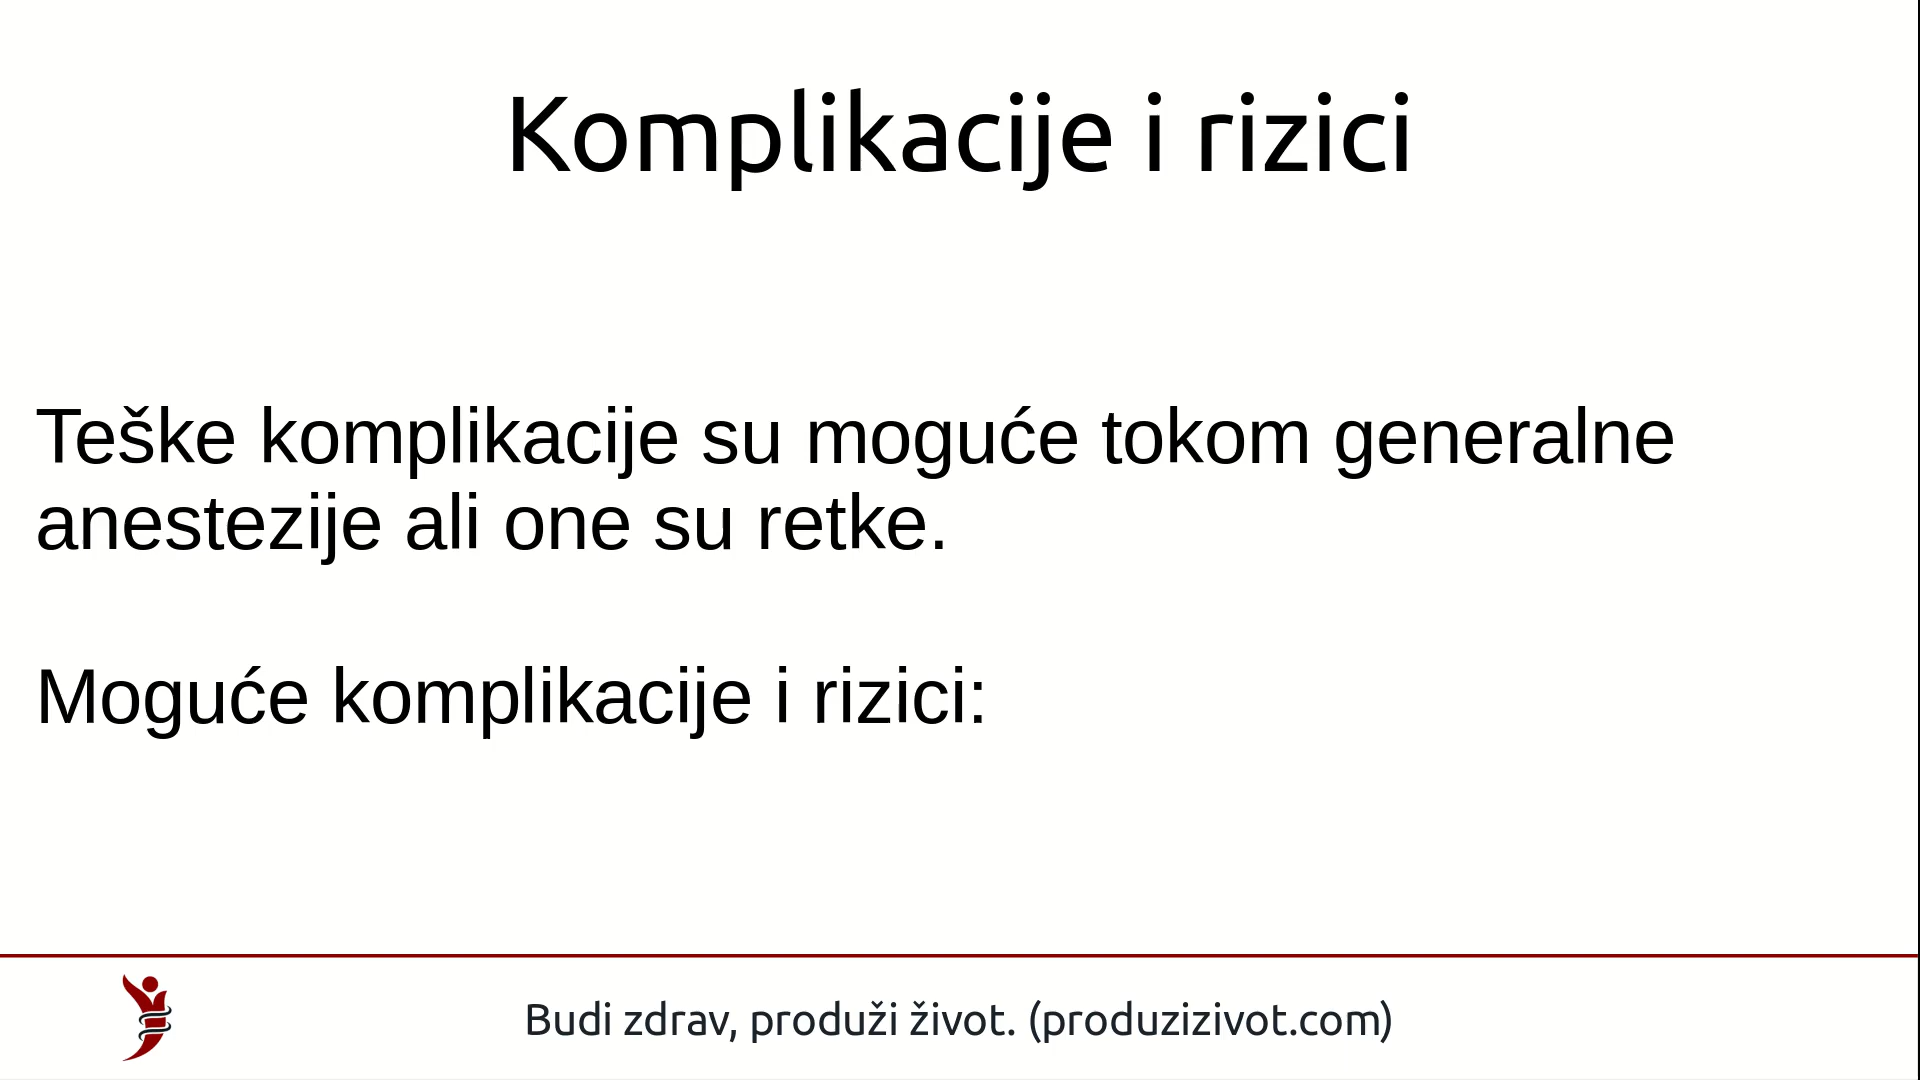 Komplikacije i rizici
Teške komplikacije su moguće tokom generalne
anestezije ali one su retke.
Moguće komplikacije i rizici:
Budi zdrav, produži život. (produzizivot.com)